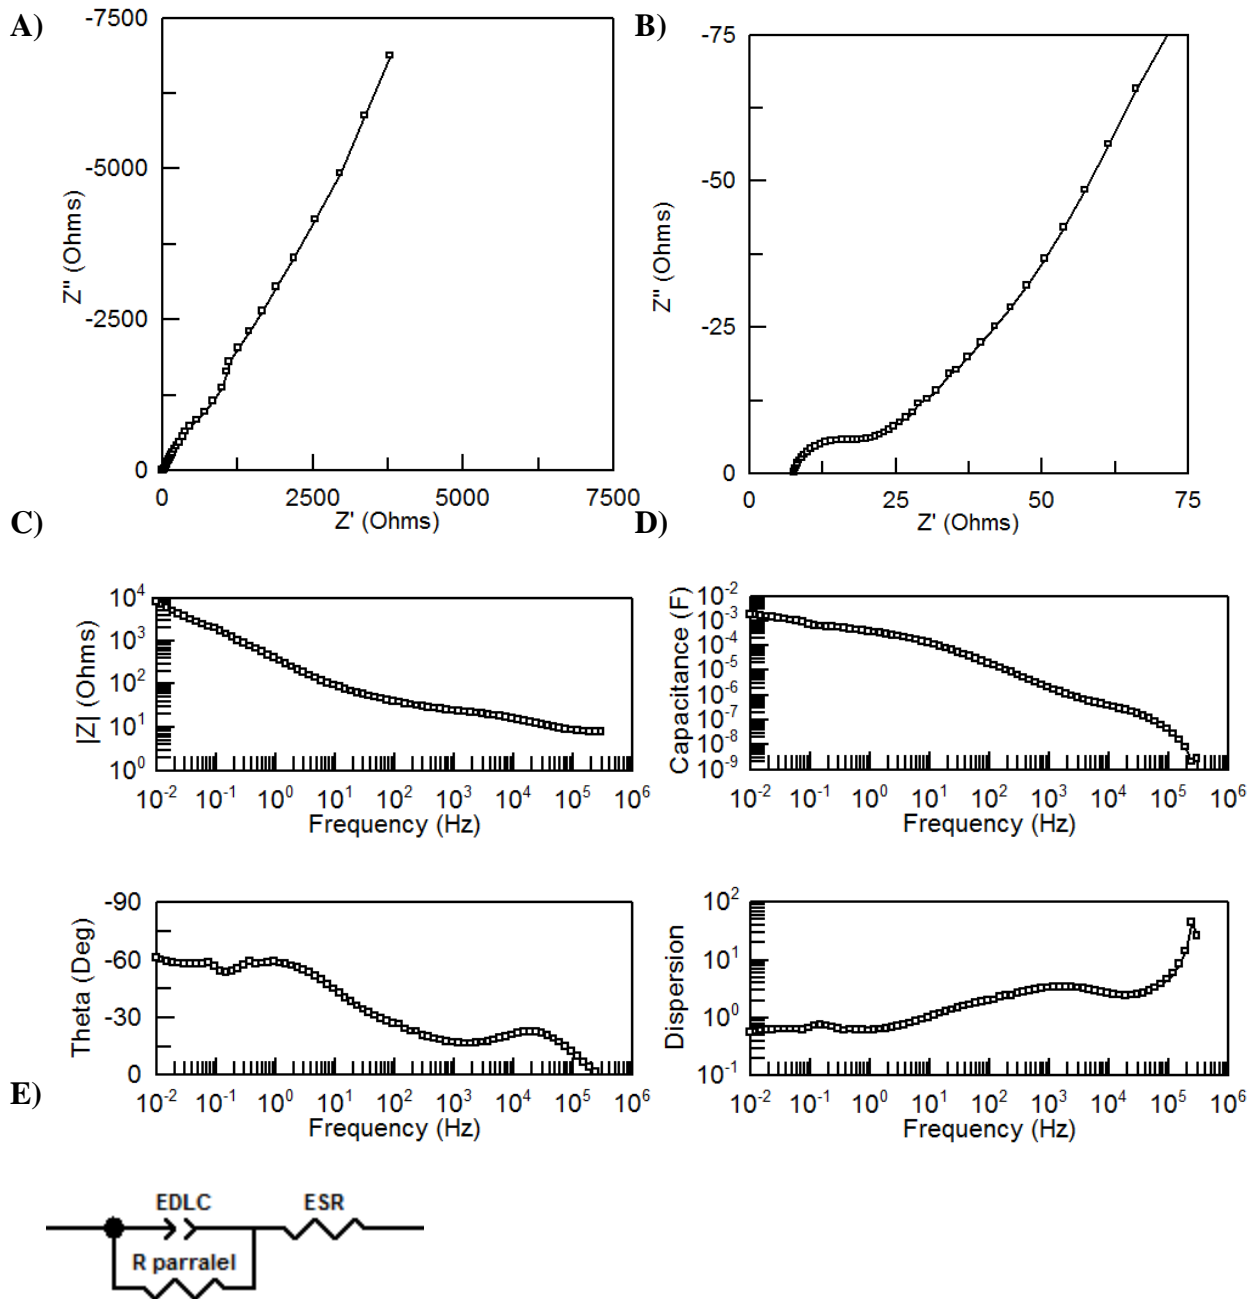 A)
-7500
-5000
-2500
0
Z" (Ohms)
0 2500 5000 7500
Z' (Ohms)
B)
-75
-50
-25
0
Z" (Ohms)
0 25 50 75
Z' (Ohms)
C)
10^4
10^3
10^2
10^1
10^0
|Z| (Ohms)
10^-2 10^-1 10^0 10^1 10^2 10^3 10^4 10^5 10^6
Frequency (Hz)
D)
10^-2
10^-3
10^-4
10^-5
10^-6
10^-7
10^-8
10^-9
Capacitance (F)
10^-2 10^-1 10^0 10^1 10^2 10^3 10^4 10^5 10^6
Frequency (Hz)
-90
-60
-30
0
Theta (Deg)
10^-2 10^-1 10^0 10^1 10^2 10^3 10^4 10^5 10^6
Frequency (Hz)
10^2
10^1
10^0
10^-1
Dispersion
10^-2 10^-1 10^0 10^1 10^2 10^3 10^4 10^5 10^6
Frequency (Hz)
E)
EDLC ESR
R parralel